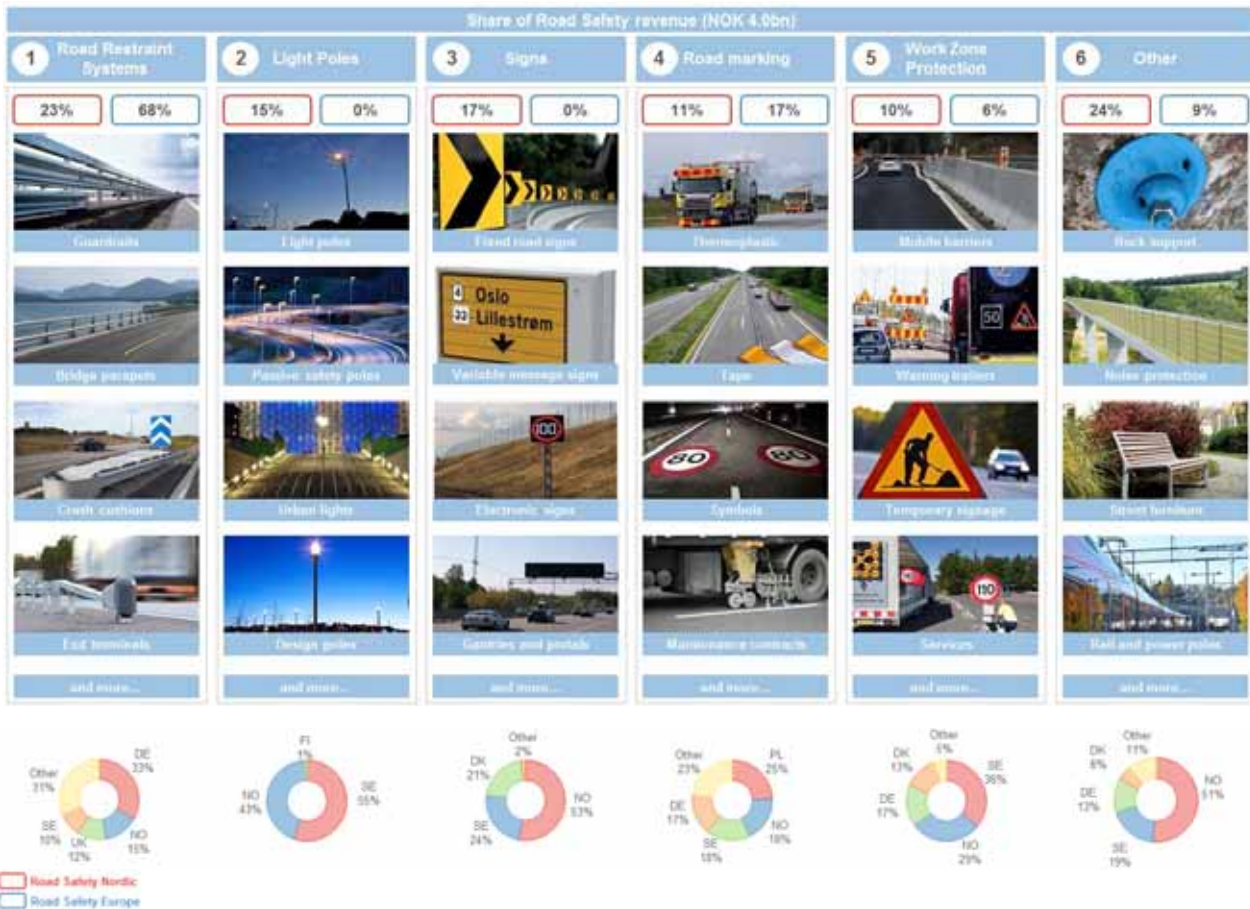 Share of Road Safety revenue (NOK 4.0bn)
1
Road Restraint
Systems
2
Light Poles
3
Signs
4
Road marking
5
Work Zone
Protection
6
Other
23%
68%
15%
0%
17%
0%
11%
17%
10%
6%
24%
9%
Guardrails
Light poles
Fixed road signs
Thermoplastic
Mobile barriers
Rock support
4 Oslo
33 Lillestrøm
50
Bridge parapets
Passive safety poles
Variable message signs
Tape
Warning trailers
Noise protection
100
80
80
Crash cushions
Urban lights
Electronic signs
Symbols
Temporary signage
Street furniture
110
End terminals
Design poles
Gantries and portals
Maintenance contracts
Services
Rail and power poles
and more...
and more...
and more...
and more...
and more...
and more...
DE
33%
NO
15%
UK
12%
SE
10%
Other
31%
FI
1%
SE
55%
NO
43%
Other
2%
NO
53%
SE
24%
DK
21%
PL
25%
NO
SE
18%
DE
17%
Other
23%
Other
SE
36%
NO
29%
DE
17%
DK
13%
Other
11%
NO
51%
SE
19%
DE
13%
DK
Road Safety Nordic
Road Safety Europe